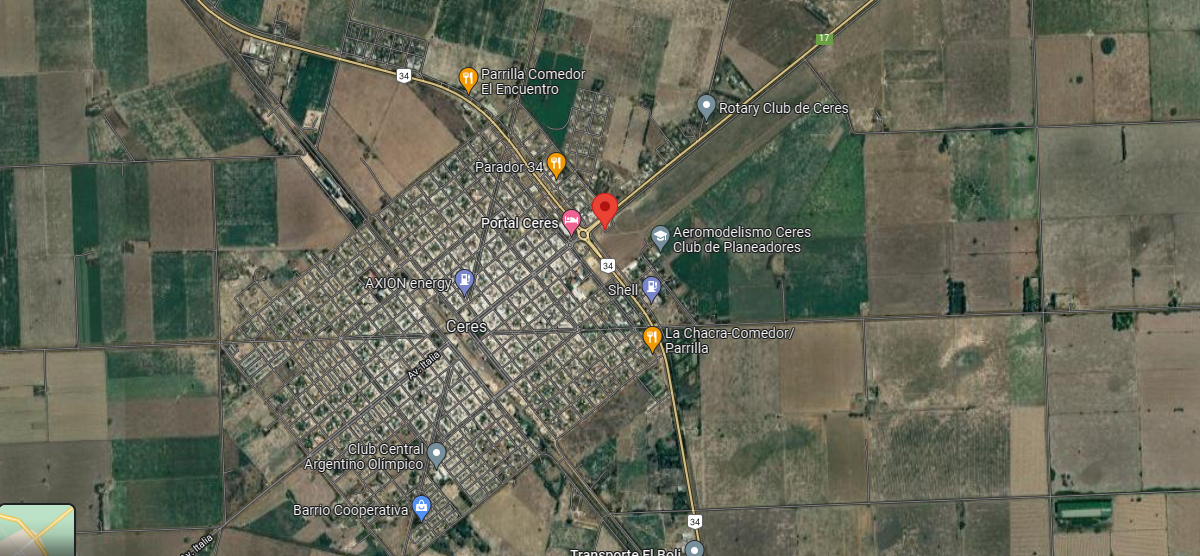 17
34
Parrilla Comedor
El Encuentro
Rotary Club de Ceres
Parador 34
Portal Ceres
Aeromodelismo Ceres
Club de Planeadores
34
AXION energy
Shell
Ceres
La Chacra-Comedor/
Parrilla
Av. Italia
Club Central
Argentino Olimpico
Barrio Cooperativa
34
Av. Italia
Transporte El Boli